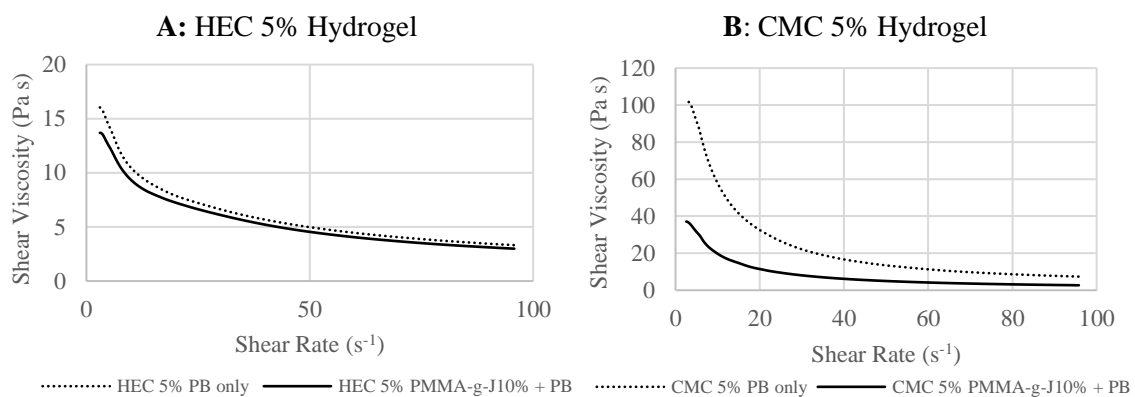 A: HEC 5% Hydrogel
Shear Viscosity (Pa s)
20
15
10
5
0
0 50 100
Shear Rate (s-1)
HEC 5% PB only HEC 5% PMMA-g-J10% + PB
B: CMC 5% Hydrogel
Shear Viscosity (Pa s)
120
100
80
60
40
20
0
0 20 40 60 80 100
Shear Rate (s-1)
CMC 5% PB only CMC 5% PMMA-g-J10% + PB